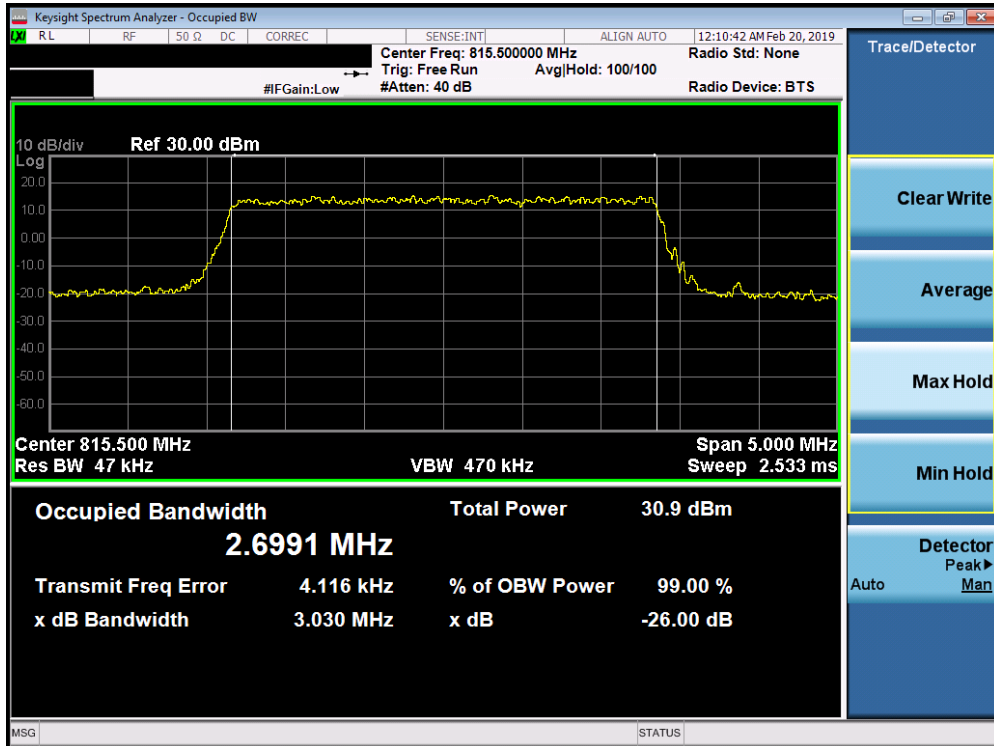 Keysight Spectrum Analyzer - Occupied BW
LXI RL RF 50 Ω DC CORREC SENSE:INT ALIGN AUTO 12:10:42 AM Feb 20, 2019
Center Freq: 815.500000 MHz Radio Std: None
Trig: Free Run Avg|Hold: 100/100
#IFGain:Low #Atten: 40 dB Radio Device: BTS
Trace/Detector
10 dB/div Ref 30.00 dBm
Log
20.0
10.0
0.00
-10.0
-20.0
-30.0
-40.0
-50.0
-60.0
Center 815.500 MHz Span 5.000 MHz
Res BW 47 kHz VBW 470 kHz Sweep 2.533 ms
Occupied Bandwidth Total Power 30.9 dBm
2.6991 MHz
Transmit Freq Error 4.116 kHz % of OBW Power 99.00 %
x dB Bandwidth 3.030 MHz x dB -26.00 dB
Clear Write
Average
Max Hold
Min Hold
Detector
Peak▶
Auto Man
MSG STATUS